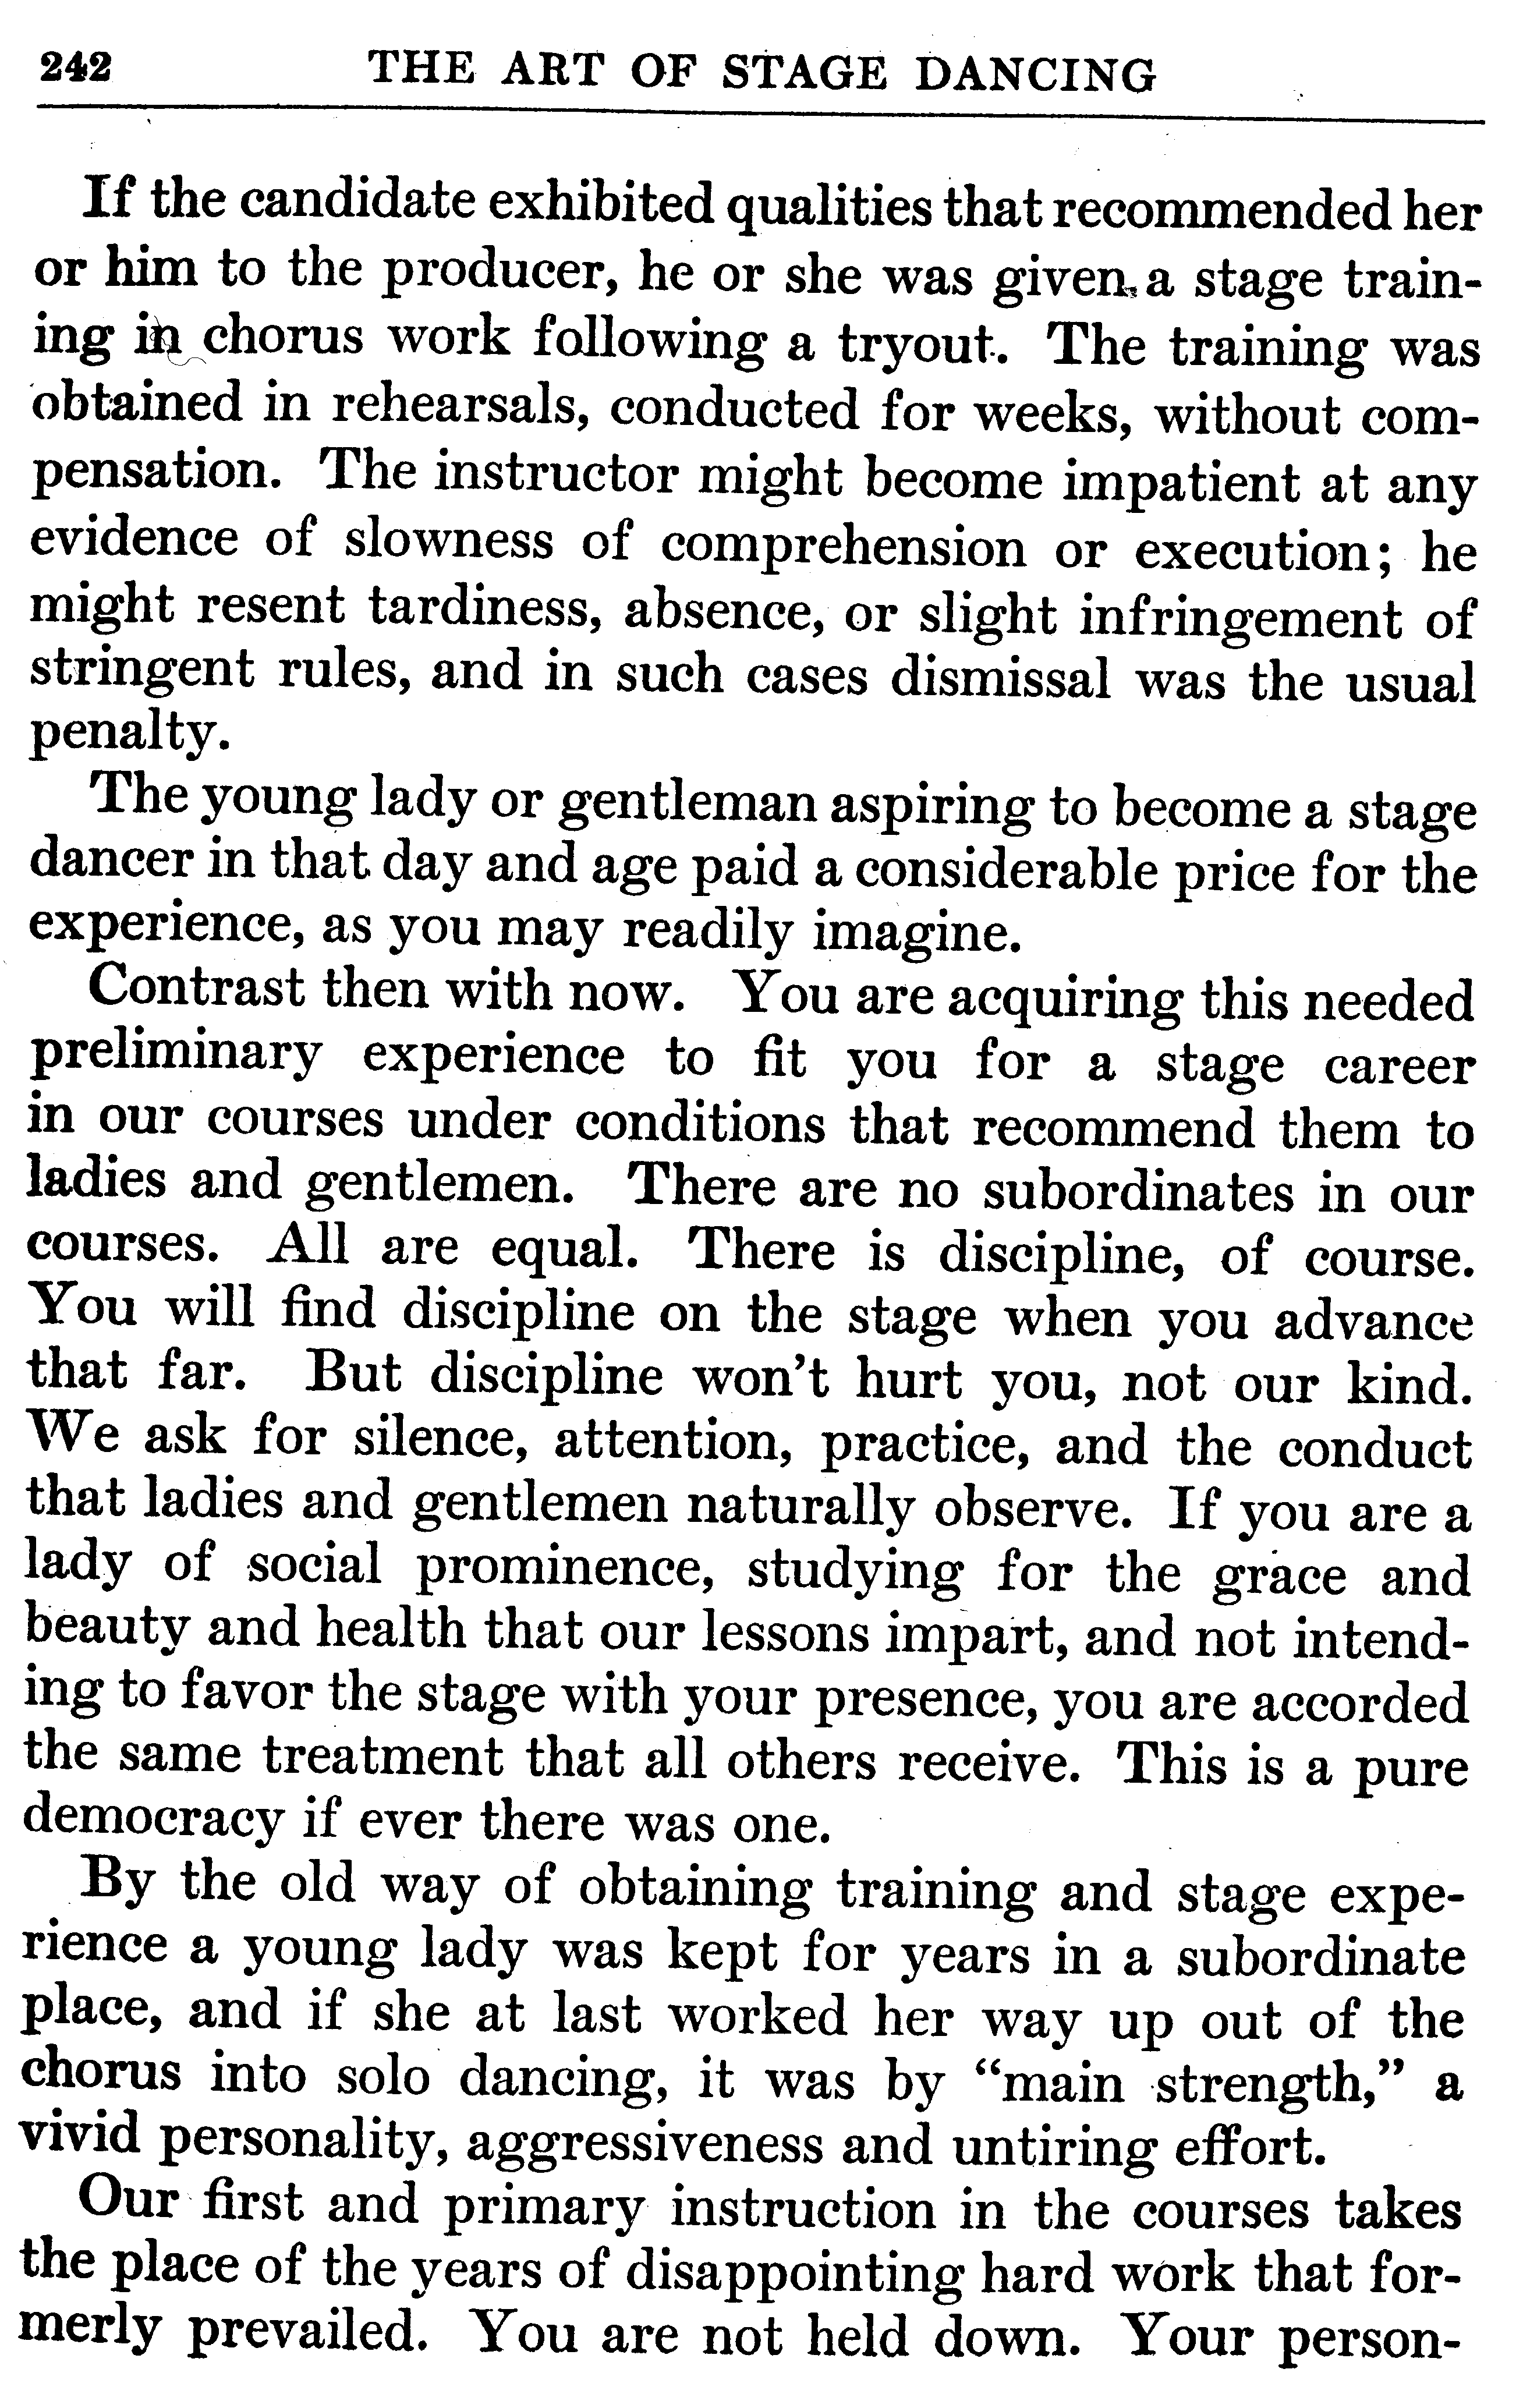 242 THE ART OF STAGE DANCING
If the candidate exhibited qualities that recommended her
or him to the producer, he or she was given a stage train-
ing in chorus work following a tryout. The training was
obtained in rehearsals, conducted for weeks, without com-
pensation. The instructor might become impatient at any
evidence of slowness of comprehension or execution; he
might resent tardiness, absence, or slight infringement of
stringent rules, and in such cases dismissal was the usual
penalty.
The young lady or gentleman aspiring to become a stage
dancer in that day and age paid a considerable price for the
experience, as you may readily imagine.
Contrast then with now. You are acquiring this needed
preliminary experience to fit you for a stage career
in our courses under conditions that recommend them to
ladies and gentlemen. There are no subordinates in our
courses. All are equal. There is discipline, of course.
You will find discipline on the stage when you advance
that far. But discipline won't hurt you, not our kind.
We ask for silence, attention, practice, and the conduct
that ladies and gentlemen naturally observe. If you are a
lady of social prominence, studying for the grace and
beauty and health that our lessons impart, and not intend-
ing to favor the stage with your presence, you are accorded
the same treatment that all others receive. This is a pure
democracy if ever there was one.
By the old way of obtaining training and stage expe-
rience a young lady was kept for years in a subordinate
place, and if she at last worked her way up out of the
chorus into solo dancing, it was by “main strength,” a
vivid personality, aggressiveness and untiring effort.
Our first and primary instruction in the courses takes
the place of the years of disappointing hard work that for-
merly prevailed. You are not held down. Your person-